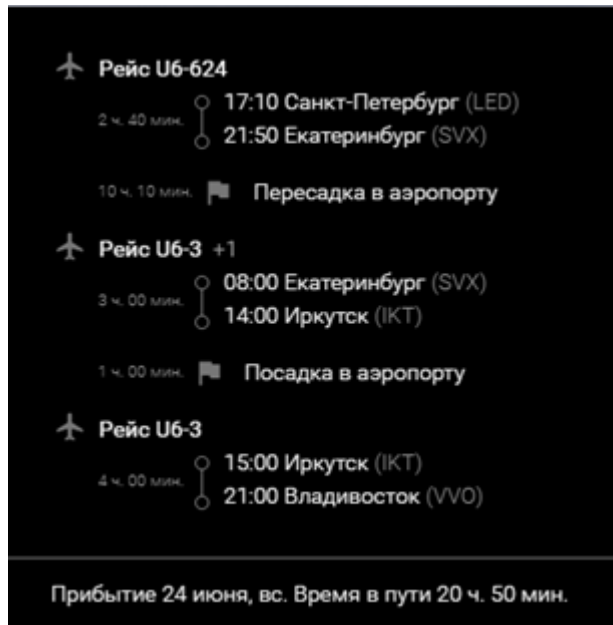 Рейс U6-624
17:10 Санкт-Петербург (LED)
2 ч. 40 мин.
21:50 Екатеринбург (SVX)
10 ч. 10 мин. Пересадка в аэропорту
Рейс U6-3 +1
08:00 Екатеринбург (SVX)
3 ч. 00 мин.
14:00 Иркутск (IKT)
1 ч. 00 мин. Посадка в аэропорту
Рейс U6-3
15:00 Иркутск (IKT)
4 ч. 00 мин.
21:00 Владивосток (VVO)
Прибытие 24 июня, вс. Время в пути 20 ч. 50 мин.